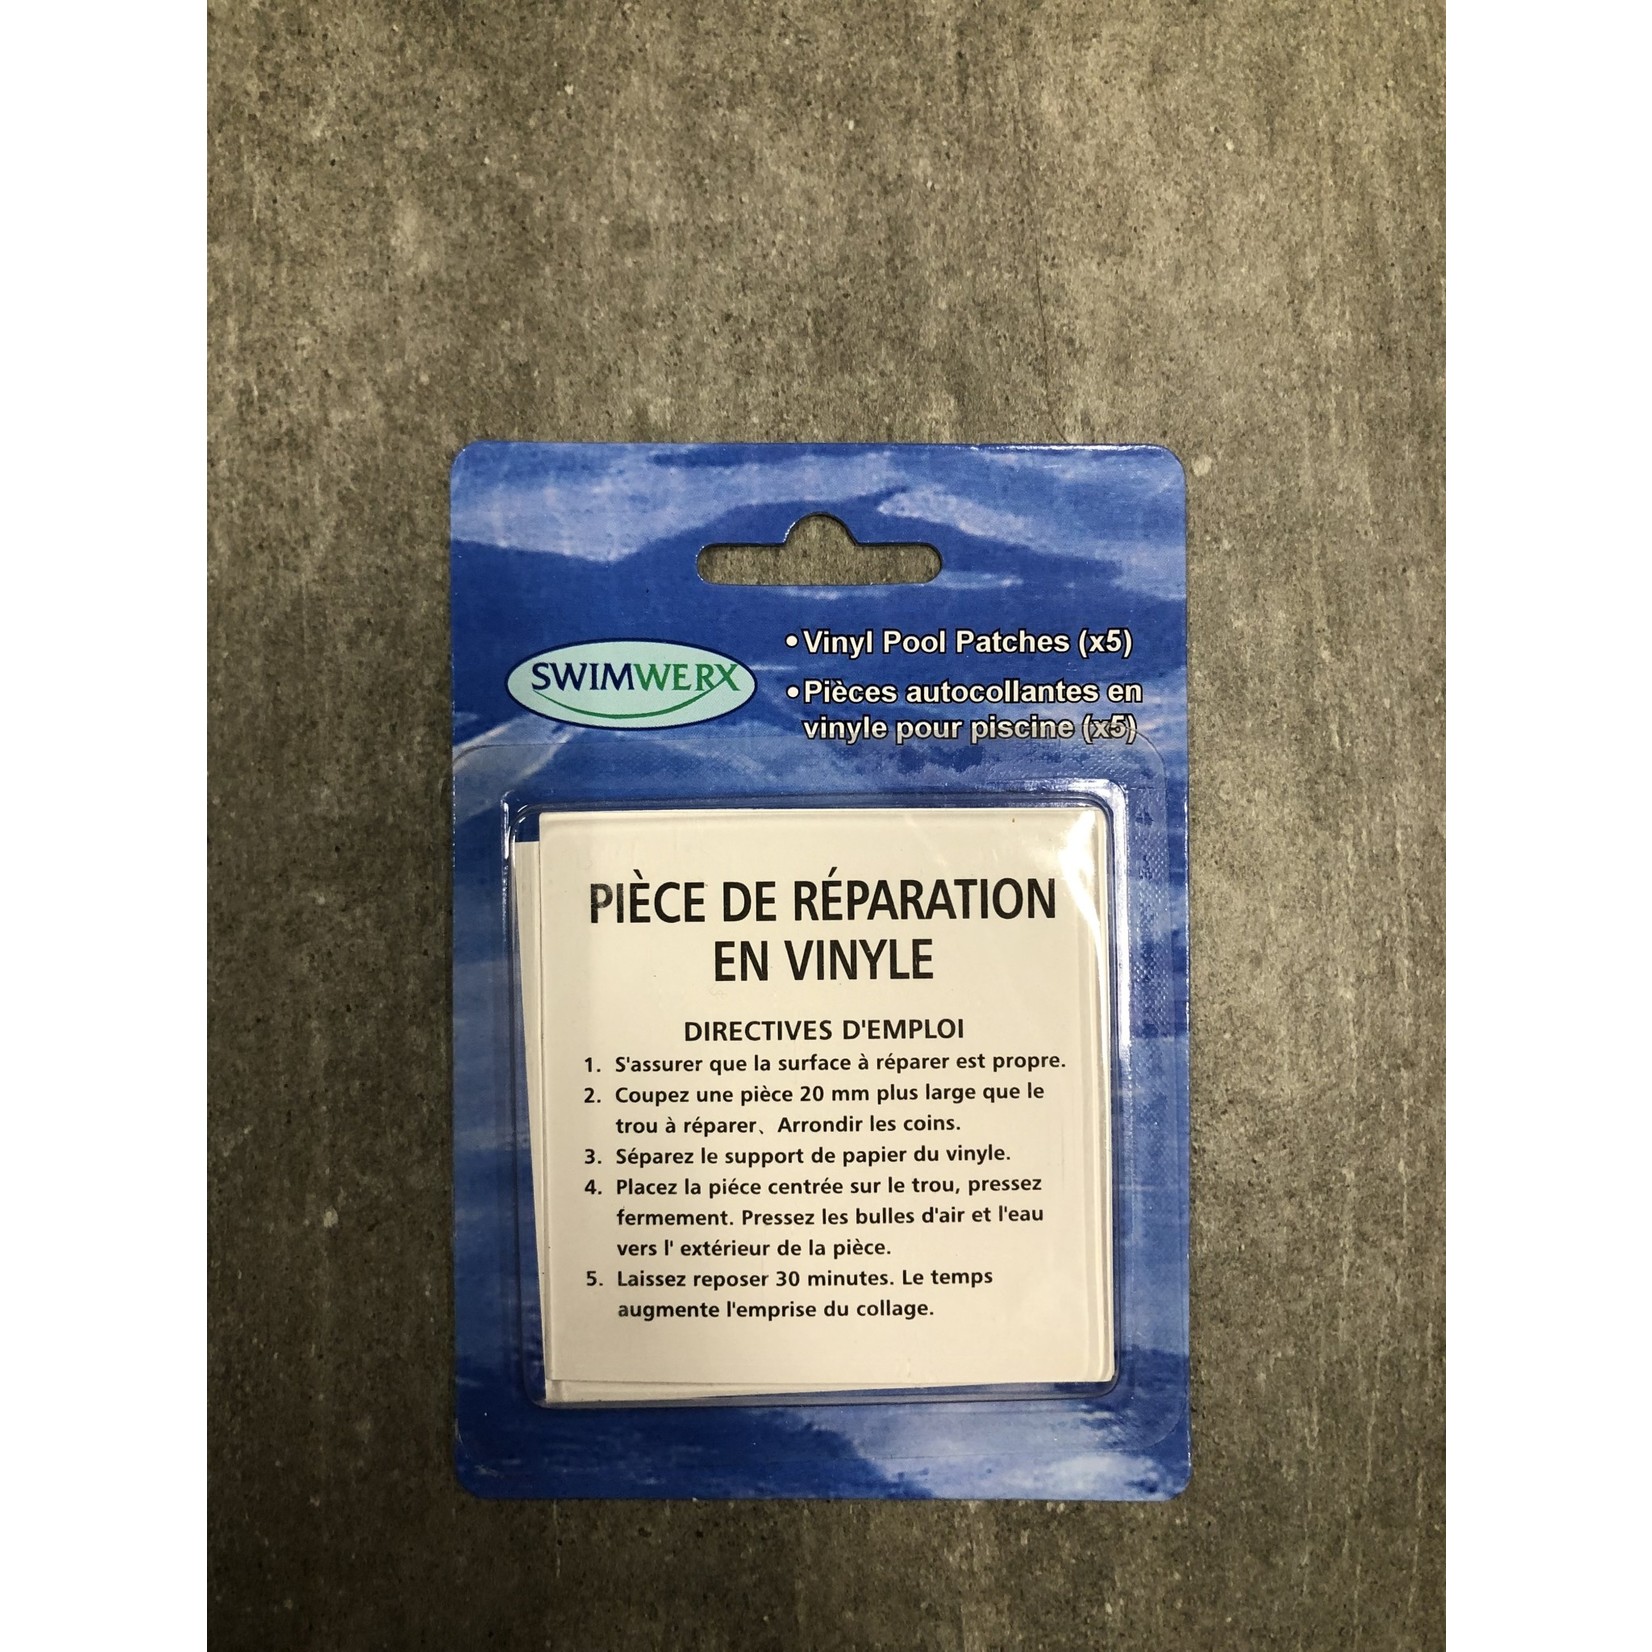 SWIMWERX
•Vinyl Pool Patches (x5)
•Pièces autocollantes en
vinyle pour piscine (x5)
PIÈCE DE RÉPARATION
EN VINYLE
DIRECTIVES D'EMPLOI
1. S'assurer que la surface à réparer est propre.
2. Coupez une pièce 20 mm plus large que le
trou à réparer、Arrondir les coins.
3. Séparez le support de papier du vinyle.
4. Placez la piéce centrée sur le trou, pressez
fermement. Pressez les bulles d'air et l'eau
vers l' extérieur de la pièce.
5. Laissez reposer 30 minutes. Le temps
augmente l'emprise du collage.